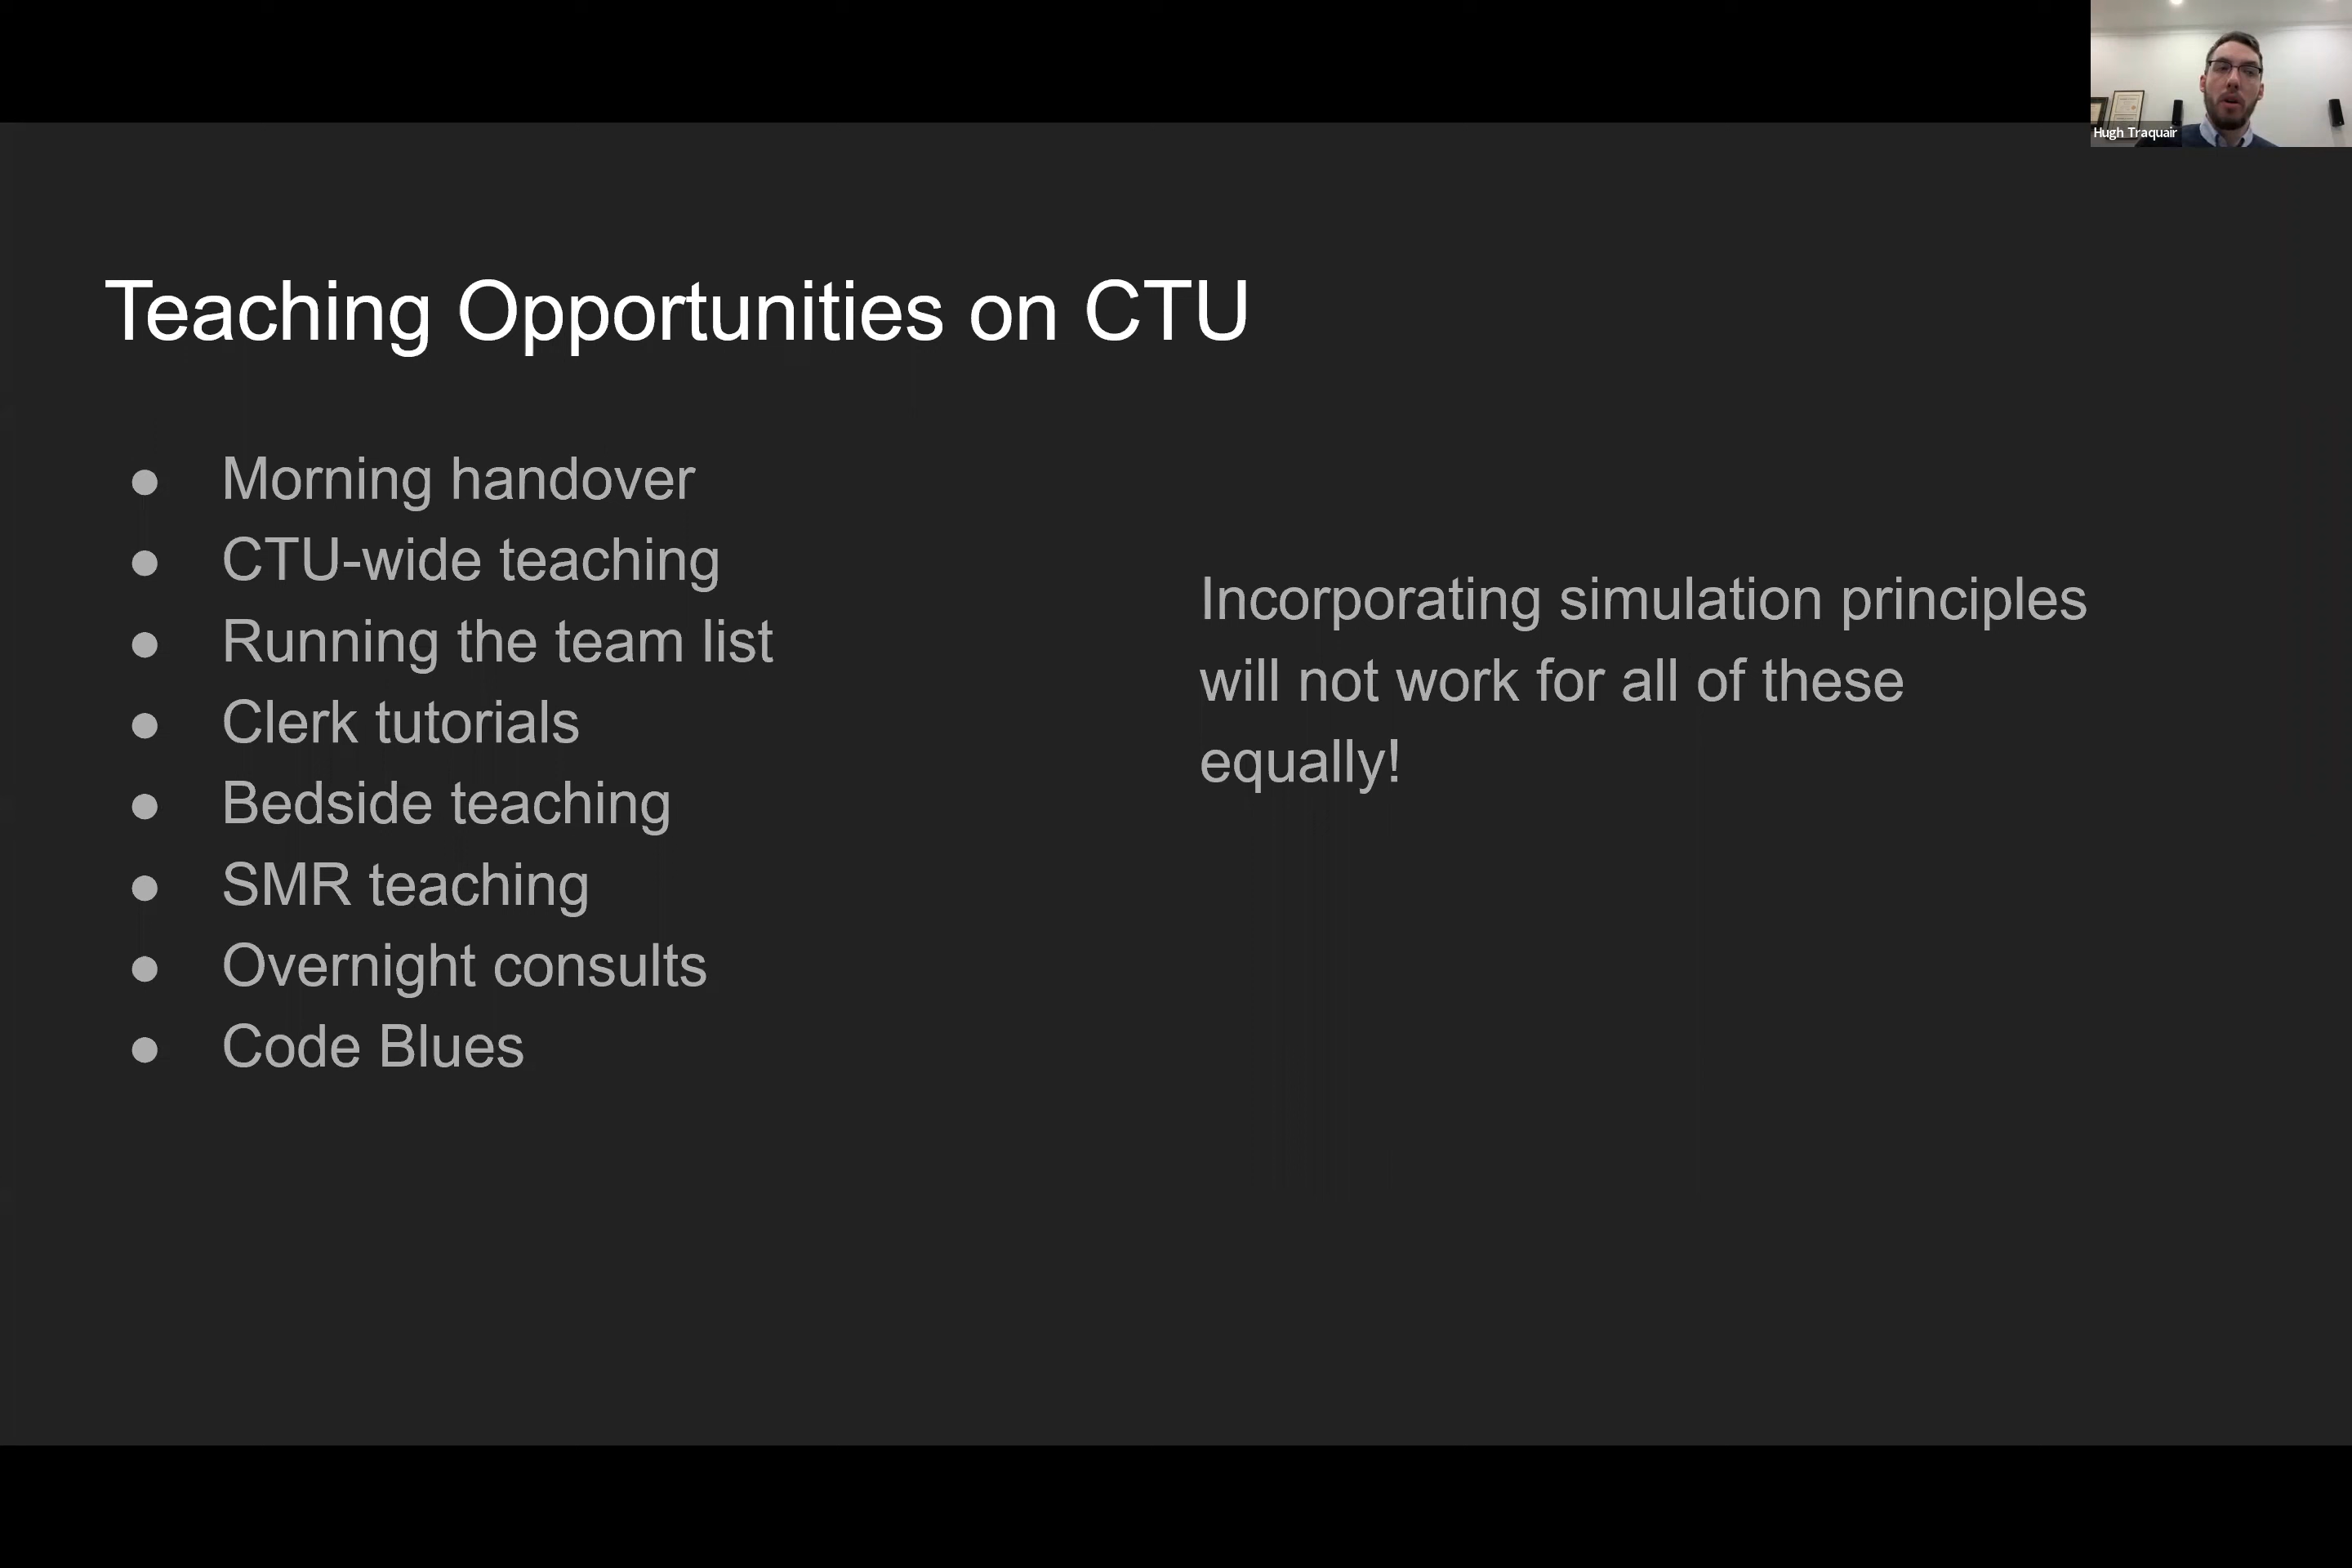 Hugh Traquair
Teaching Opportunities on CTU
● Morning handover
● CTU-wide teaching
● Running the team list
● Clerk tutorials
● Bedside teaching
● SMR teaching
● Overnight consults
● Code Blues
Incorporating simulation principles
will not work for all of these
equally!